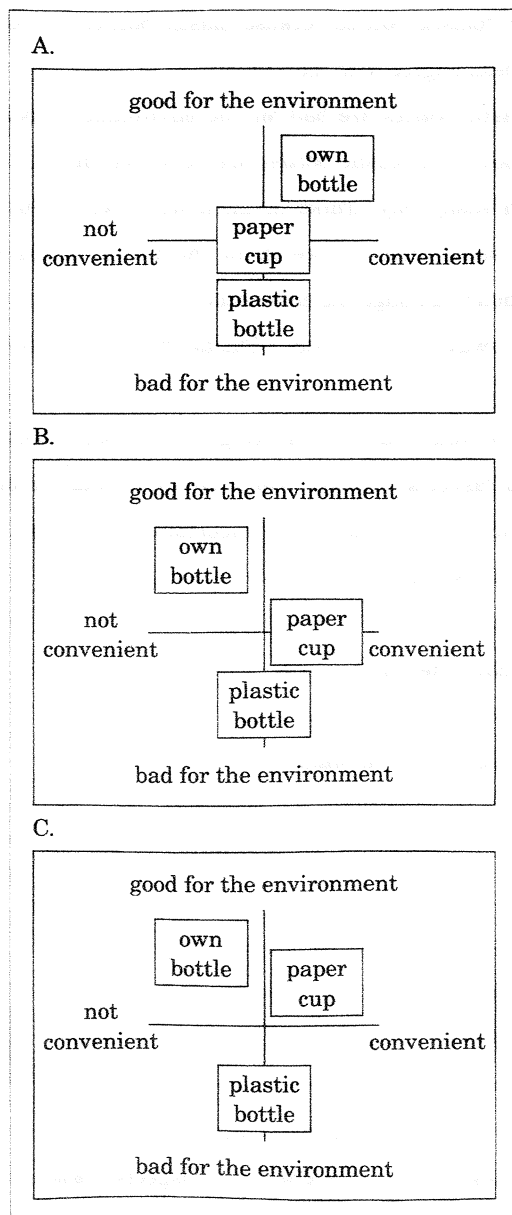 A.
good for the environment
own
bottle
not
convenient
paper
cup
convenient
plastic
bottle
bad for the environment
B.
good for the environment
own
bottle
not
convenient
paper
cup
convenient
plastic
bottle
bad for the environment
C.
good for the environment
own
bottle
paper
cup
not
convenient
convenient
plastic
bottle
bad for the environment